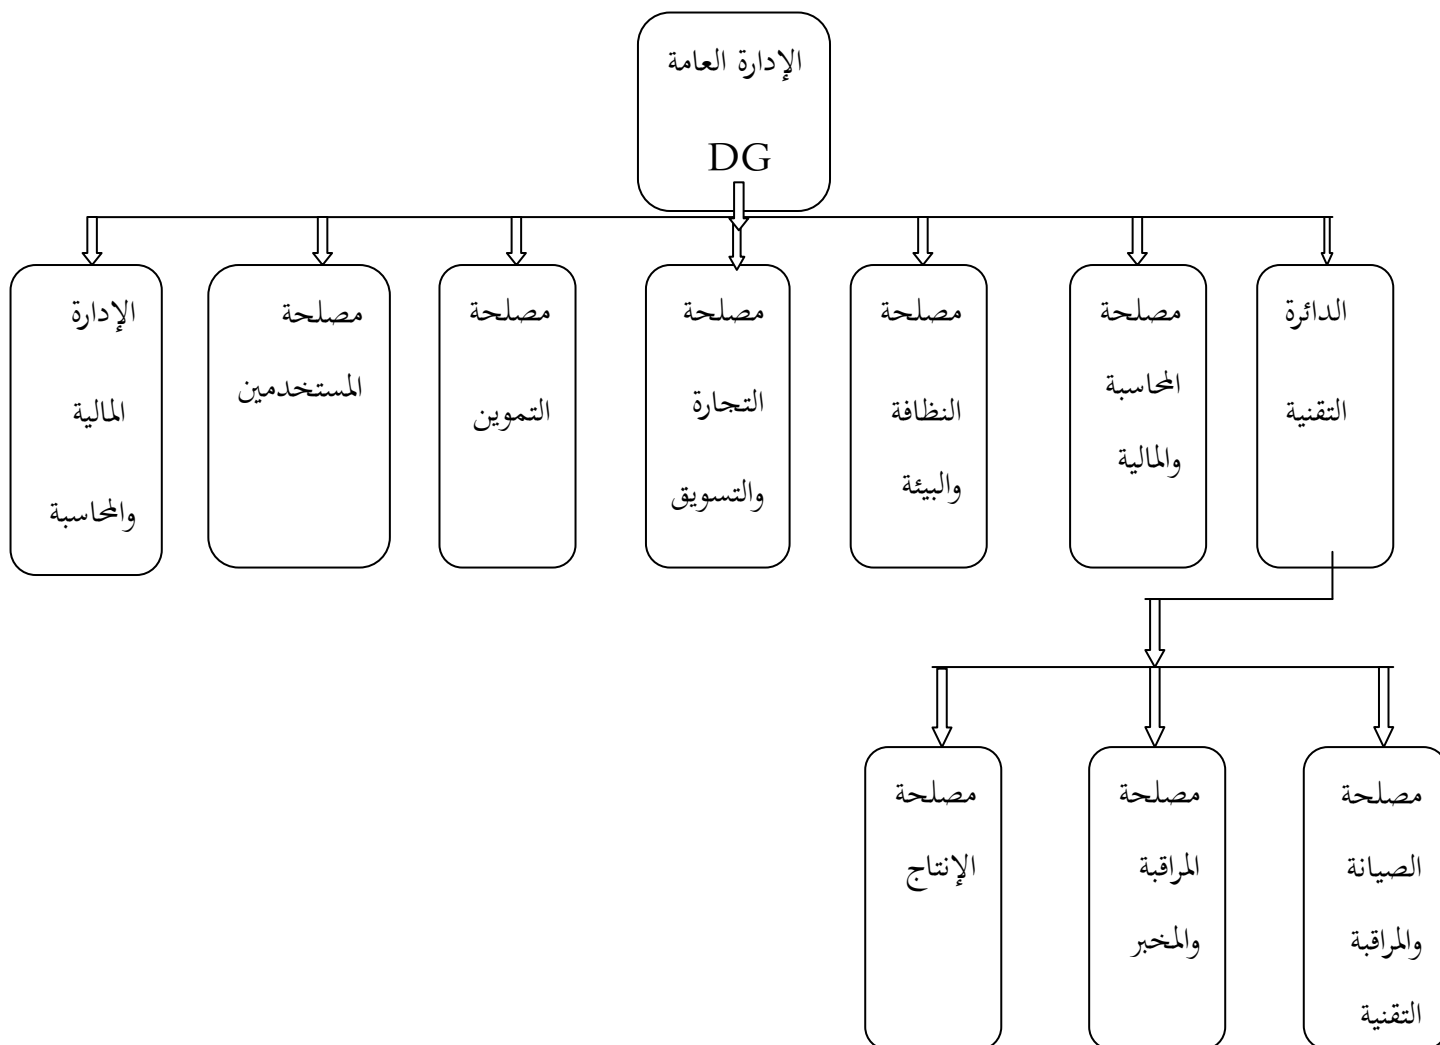 الإدارة العامة
DG
الدائرة
التقنية
مصلحة
المحاسبة
والمالية
مصلحة
النظافة
والبيئة
مصلحة
التجارة
والتسويق
مصلحة
التموين
مصلحة
المستخدمين
الإدارة
المالية
والمحاسبة
مصلحة
الصيانة
والمراقبة
التقنية
مصلحة
المراقبة
والمخبر
مصلحة
الإنتاج